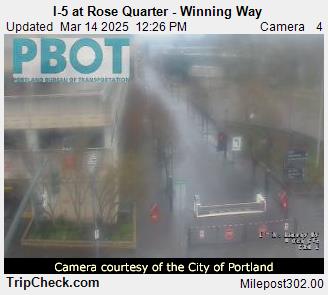 I-5 at Rose Quarter - Winning Way
Updated Mar 14 2025 12:26 PM Camera 4
PBOT
PORTLAND BUREAU OF TRANSPORTATION
Camera courtesy of the City of Portland
TripCheck.com Milepost302.00